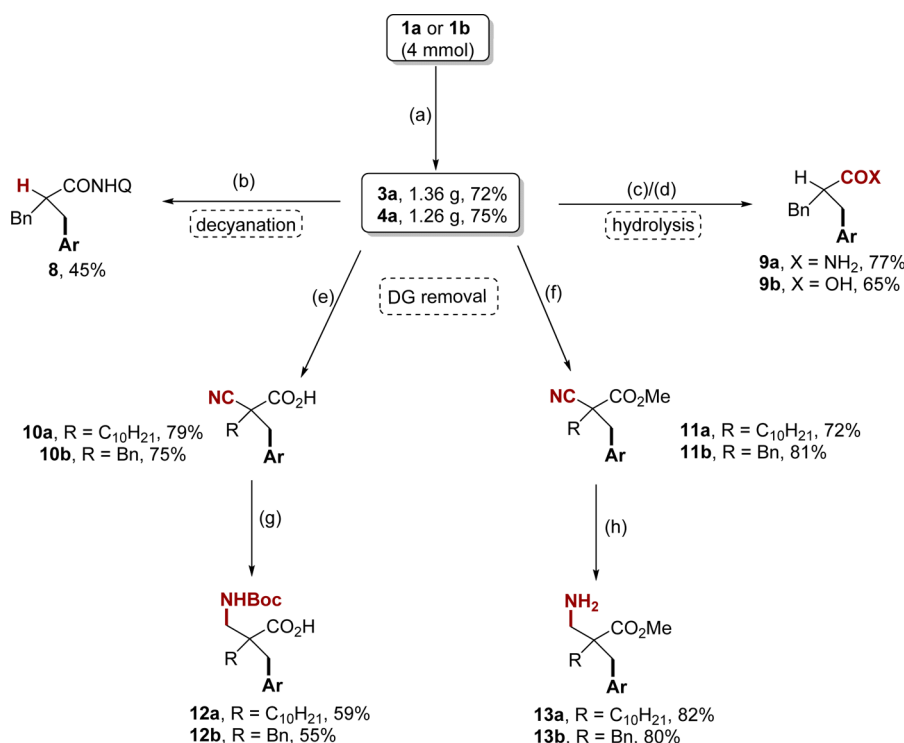 1a or 1b
(4 mmol)
(a)
3a, 1.36 g, 72%
4a, 1.26 g, 75%
(b)
decyanation
H
CONHQ
Bn
Ar
8, 45%
(c)/(d)
hydrolysis
H
COX
Bn
Ar
9a, X = NH2, 77%
9b, X = OH, 65%
(e)
DG removal
(f)
NC
CO2H
R
Ar
10a, R = C10H21, 79%
10b, R = Bn, 75%
NC
CO2Me
R
Ar
11a, R = C10H21, 72%
11b, R = Bn, 81%
(g)
(h)
NHBoc
CO2H
R
Ar
12a, R = C10H21, 59%
12b, R = Bn, 55%
NH2
CO2Me
R
Ar
13a, R = C10H21, 82%
13b, R = Bn, 80%